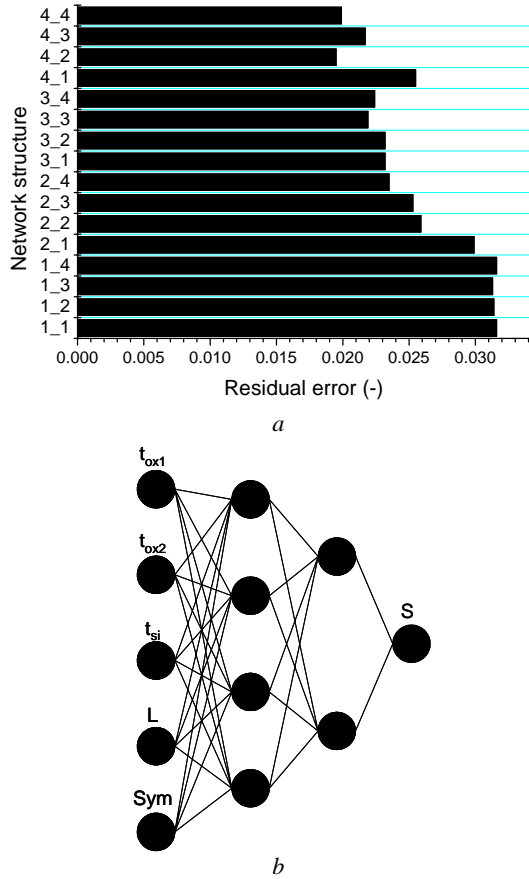 4_4
4_3
4_2
4_1
3_4
3_3
3_2
3_1
2_4
2_3
2_2
2_1
1_4
1_3
1_2
1_1
Network structure
0.000 0.005 0.010 0.015 0.020 0.025 0.030
Residual error (-)
a
tox1
tox2
tsi
L
Sym
S
b